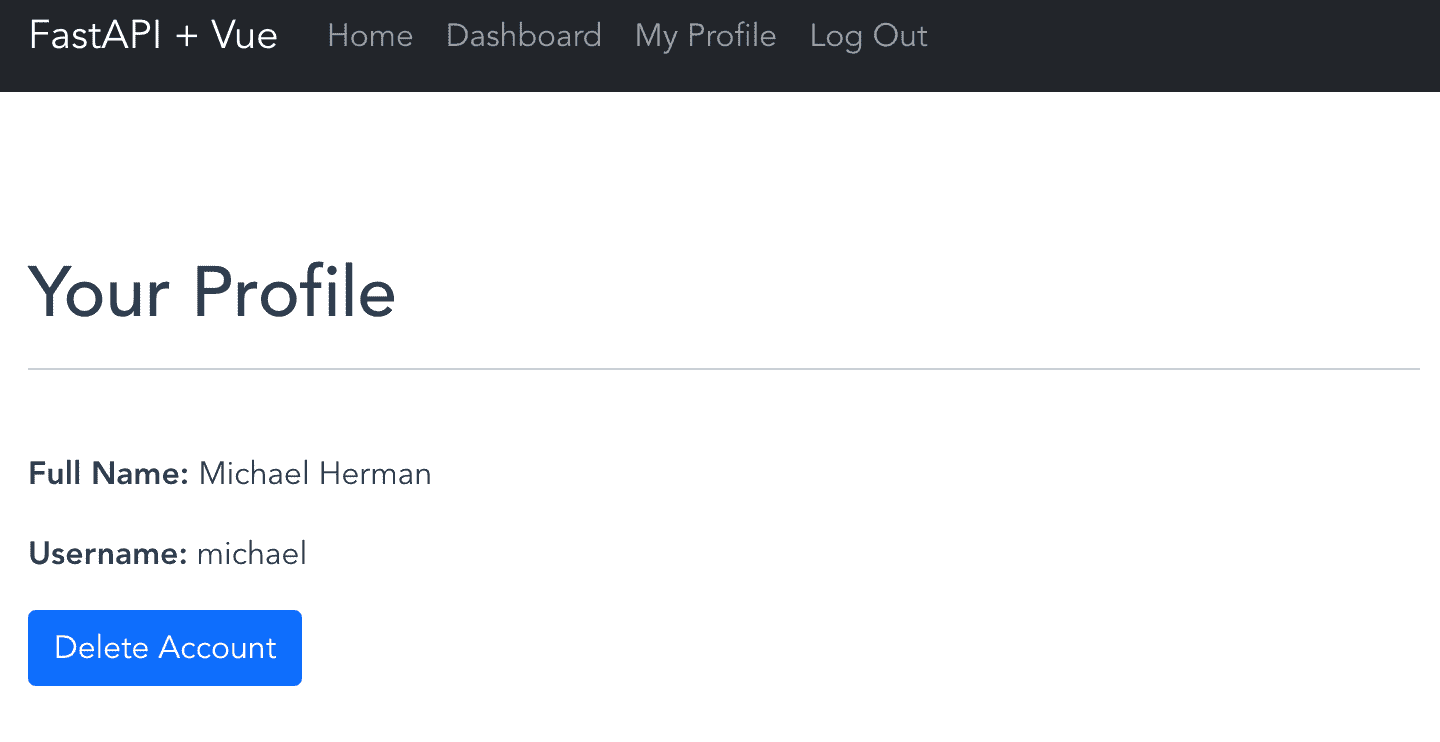 FastAPI + Vue Home Dashboard My Profile Log Out
Your Profile
Full Name: Michael Herman
Username: michael
Delete Account